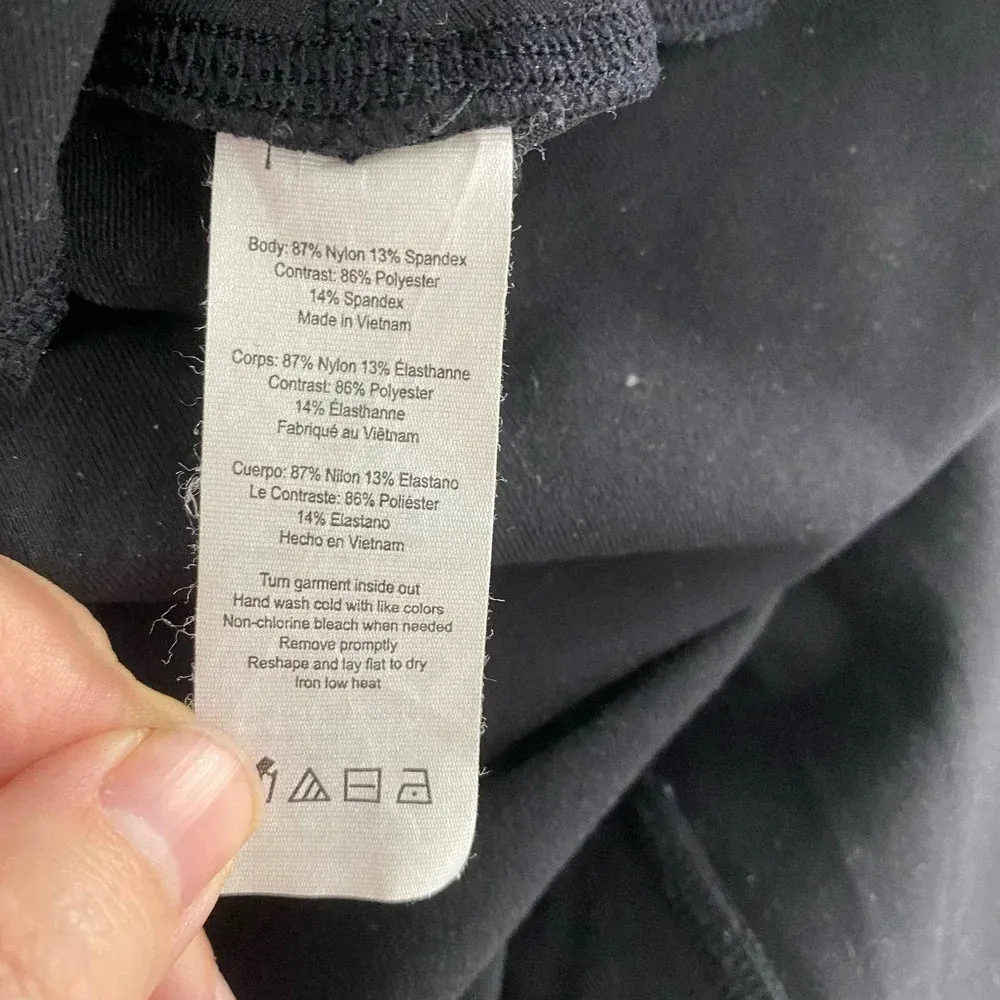 Body: 87% Nylon 13% Spandex
Contrast: 86% Polyester
14% Spandex
Made in Vietnam
Corps: 87% Nylon 13% Élasthanne
Contrast: 86% Polyester
14% Élasthanne
Fabriqué au Viêtnam
Cuerpo: 87% Nilon 13% Elastano
Le Contraste: 86% Poliéster
14% Elastano
Hecho en Vietnam
Turn garment inside out
Hand wash cold with like colors
Non-chlorine bleach when needed
Remove promptly
Reshape and lay flat to dry
Iron low heat